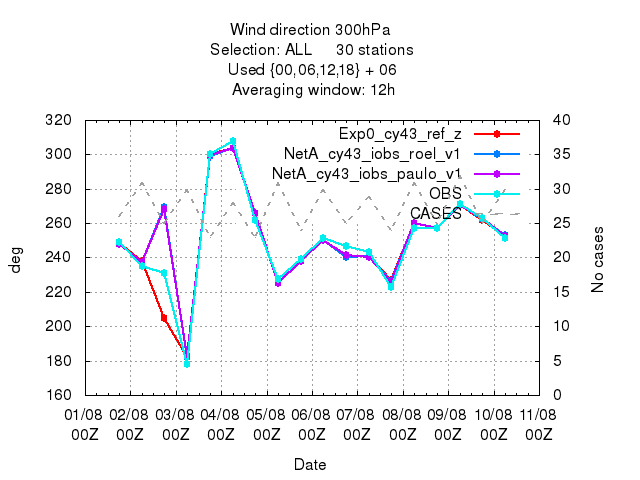 Wind direction 300hPa
Selection: ALL 30 stations
Used {00,06,12,18} + 06
Averaging window: 12h
320
300
280
260
240
220
200
180
160
deg
40
35
30
25
20
15
10
5
0
No cases
Exp0_cy43_ref_z
NetA_cy43_iobs_roel_v1
NetA_cy43_iobs_paulo_v1
OBS
CASES
01/08 02/08 03/08 04/08 05/08 06/08 07/08 08/08 09/08 10/08 11/08
00Z 00Z 00Z 00Z 00Z 00Z 00Z 00Z 00Z 00Z 00Z
Date